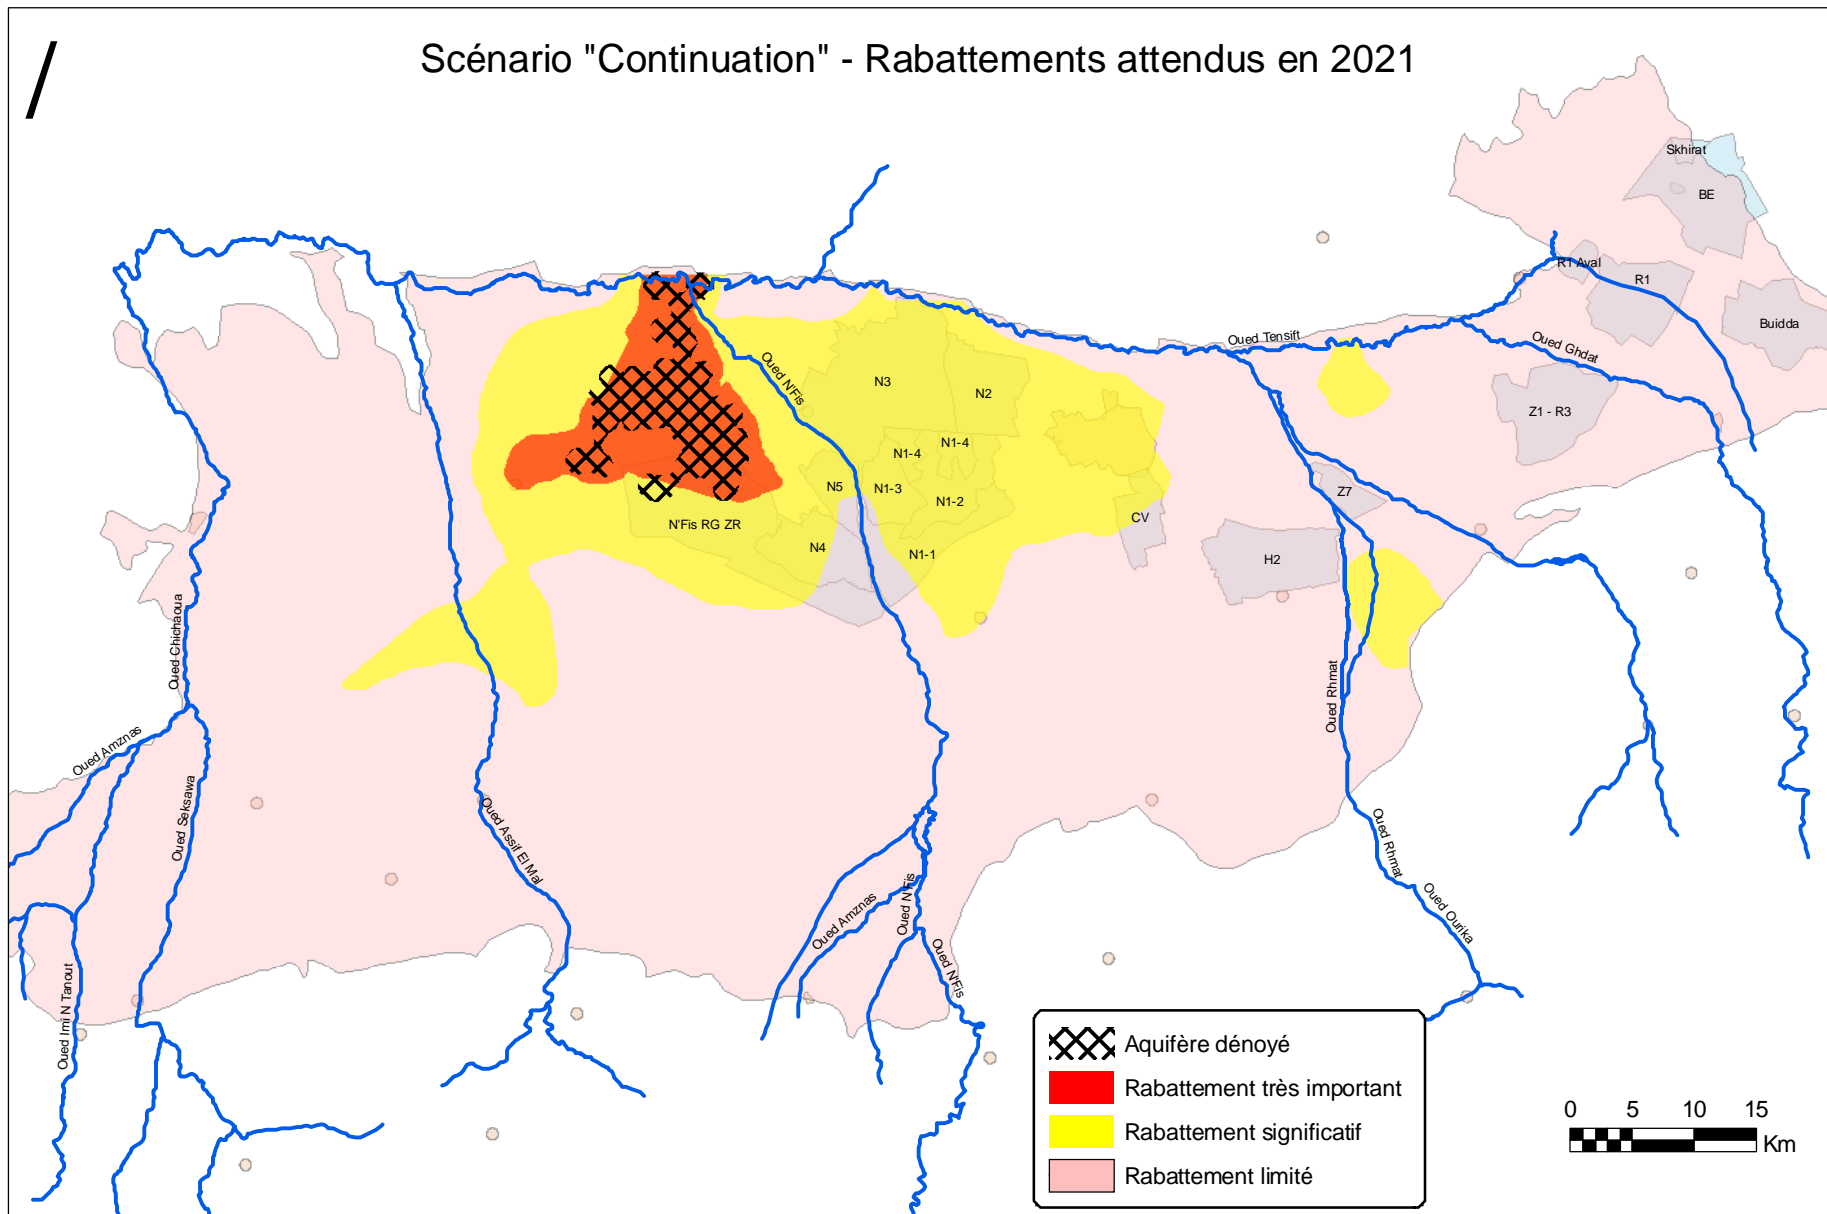 Scénario "Continuation" - Rabattements attendus en 2021
Skhirat
BE
R1 Aval
R1
Buidda
Oued Tensift
Oued Ghdat
Z1 - R3
Oued N'Fis
N3
N2
N1-4
N1-4
N5
N1-3
N1-2
Z7
CV
N'Fis RG ZR
N4
N1-1
H2
Oued Chichaoua
Oued Rhmat
Oued Amznas
Oued Seksawa
Oued Assif El Mal
Oued Rhmat
Oued Ourika
Oued Amznas
Oued N'Fis
Oued N'Fis
Oued Imi N Tanout
Aquifère dénoyé
Rabattement très important
Rabattement significatif
Rabattement limité
0 5 10 15
Km